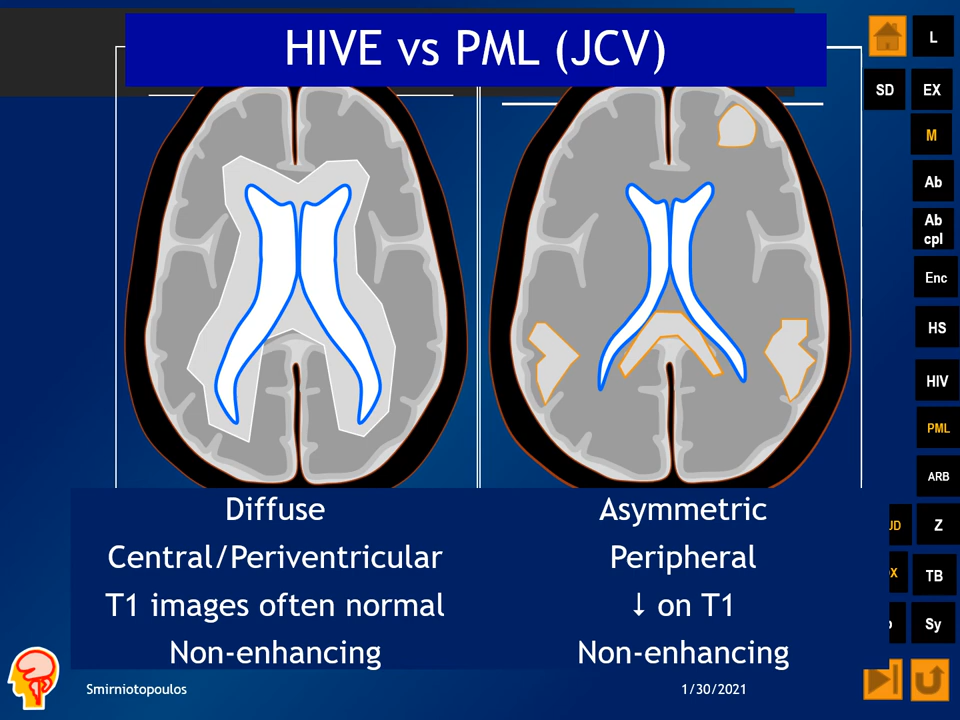 HIVE vs PML (JCV)
L
SD
EX
M
Ab
Ab
cpl
Enc
HS
HIV
PML
ARB
Z
TB
Sy
Diffuse
Central/Periventricular
T1 images often normal
Non-enhancing
Asymmetric
Peripheral
↓ on T1
Non-enhancing
Smirniotopoulos
1/30/2021